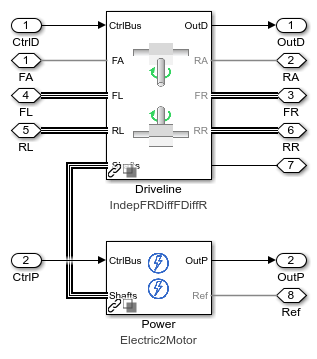 1 CtrlBus OutD 1
CtrlD OutD
1 FA RA 2
FA RA
4 FL FR 3
FL FR
5 RL RR 6
RL RR
7
Driveline
IndepFRDiffFDiffR
2 CtrlBus OutP 2
CtrlP OutP
Shafts Ref 8
Ref
Power
Electric2Motor